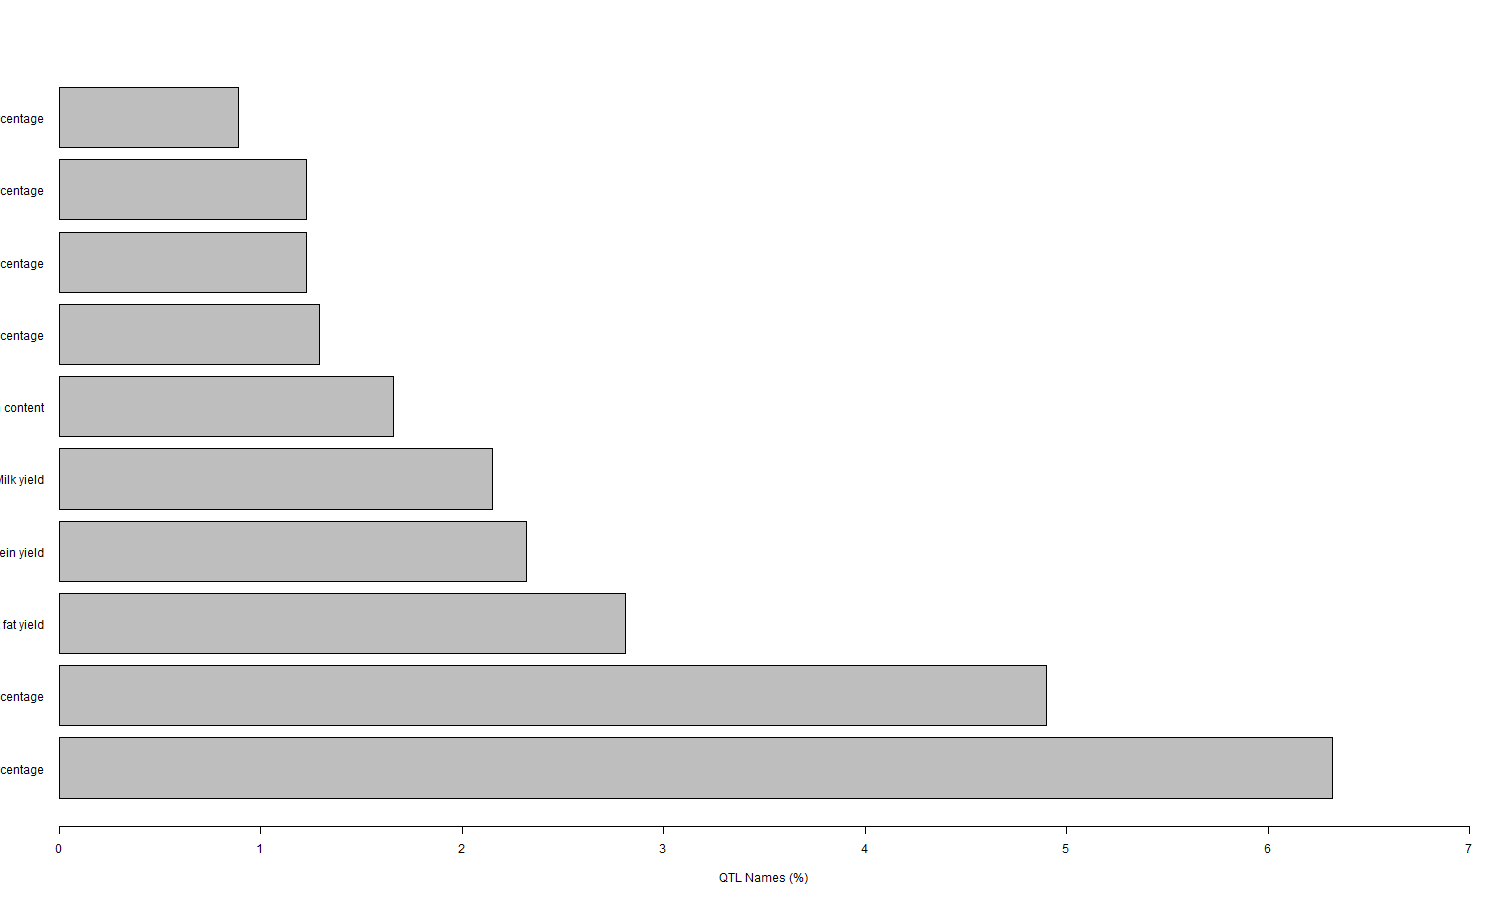 centage
centage
centage
centage
content
Milk yield
ein yield
fat yield
centage
centage
0 1 2 3 4 5 6 7
QTL Names (%)